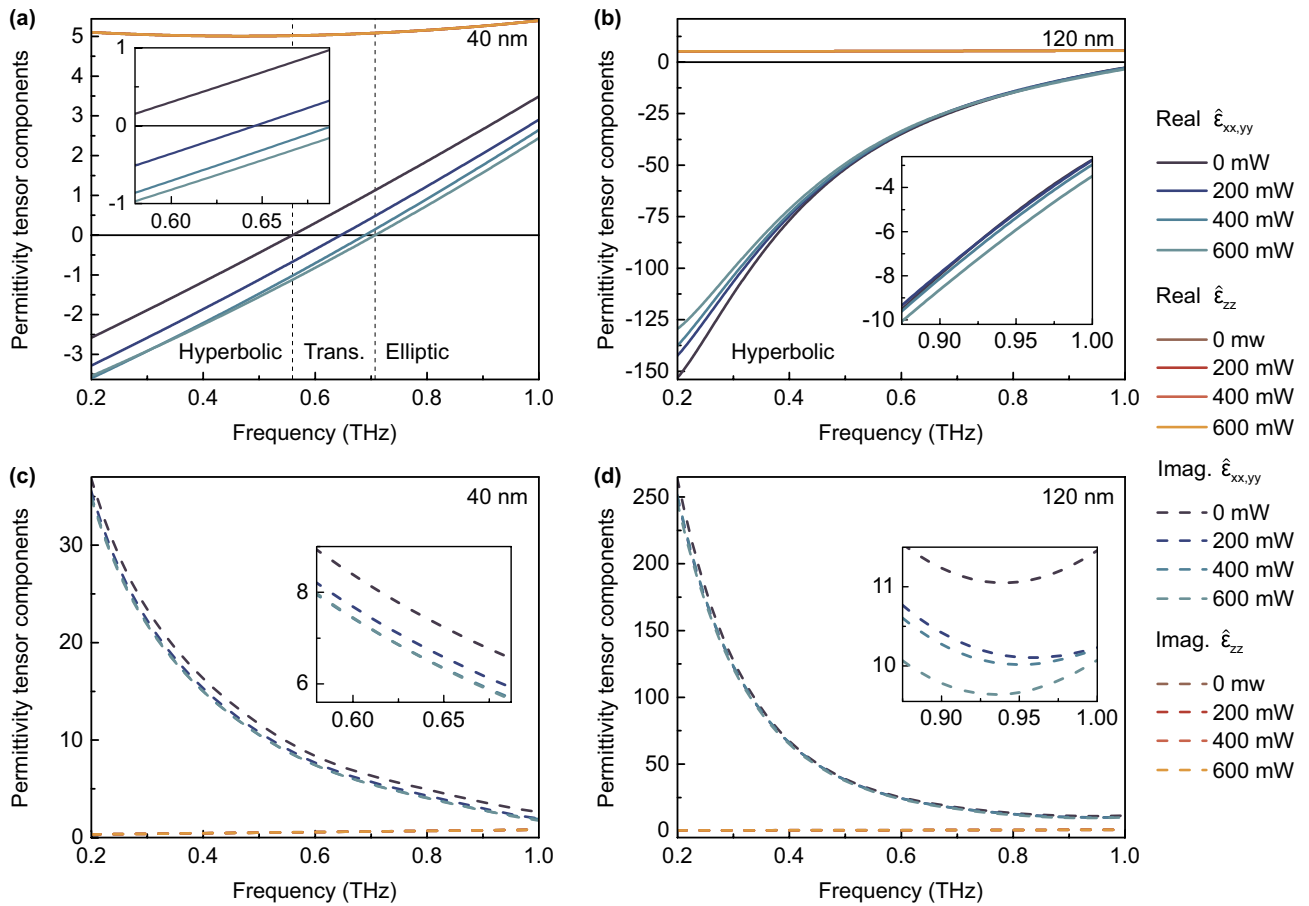 (a)
40 nm
Permittivity tensor components
5
4
3
2
1
0
-1
-2
-3
1
0
-1
0.60
0.65
Hyperbolic
Trans.
Elliptic
0.2
0.4
0.6
0.8
1.0
Frequency (THz)
(b)
120 nm
Permittivity tensor components
0
-25
-50
-75
-100
-125
-150
-4
-6
-8
-10
0.90
0.95
1.00
Hyperbolic
0.2
0.4
0.6
0.8
1.0
Frequency (THz)
(c)
40 nm
Permittivity tensor components
30
20
10
0
8
6
0.60
0.65
0.2
0.4
0.6
0.8
1.0
Frequency (THz)
(d)
120 nm
Permittivity tensor components
250
200
150
100
50
25
0
11
10
0.90
0.95
1.00
0.2
0.4
0.6
0.8
1.0
Frequency (THz)
Real ε̂xx,yy
0 mW
200 mW
400 mW
600 mW
Real ε̂zz
0 mw
200 mW
400 mW
600 mW
Imag. ε̂xx,yy
0 mW
200 mW
400 mW
600 mW
Imag. ε̂zz
0 mw
200 mW
400 mW
600 mW